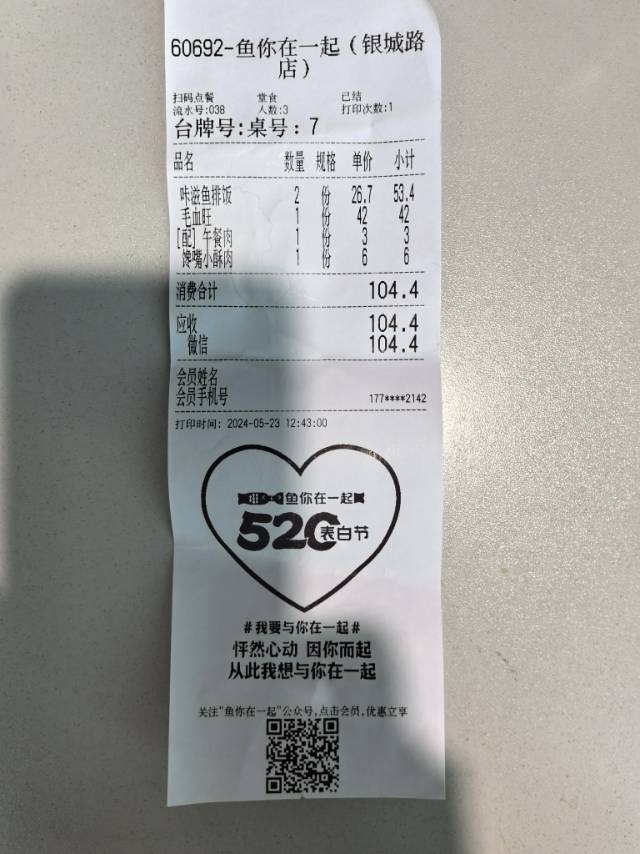 60692-鱼你在一起（银城路
店）
扫码点餐 堂食 已结
流水号:038 人数:3 打印次数:1
台牌号:桌号：7
品名 数量 规格 单价 小计
咔滋鱼排饭 2 份 26.7 53.4
毛血旺 1 份 42 42
[配] 午餐肉 1 份 3 3
馋嘴小酥肉 1 份 6 6
消费合计 104.4
应收 104.4
微信 104.4
会员姓名
会员手机号 177****2142
打印时间: 2024-05-23 12:43:00
鱼你在一起
520表白节
#我要与你在一起#
怦然心动 因你而起
从此我想与你在一起
关注"鱼你在一起"公众号,点击会员,优惠立享